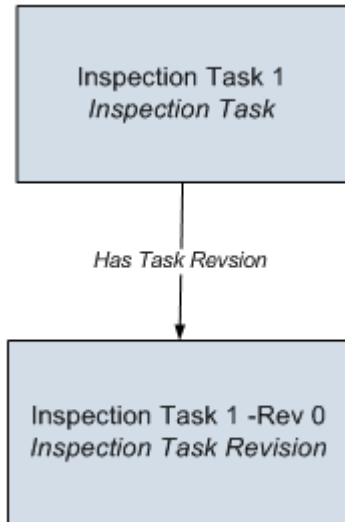 Inspection Task 1
Inspection Task
Has Task Revsion
Inspection Task 1 -Rev 0
Inspection Task Revision